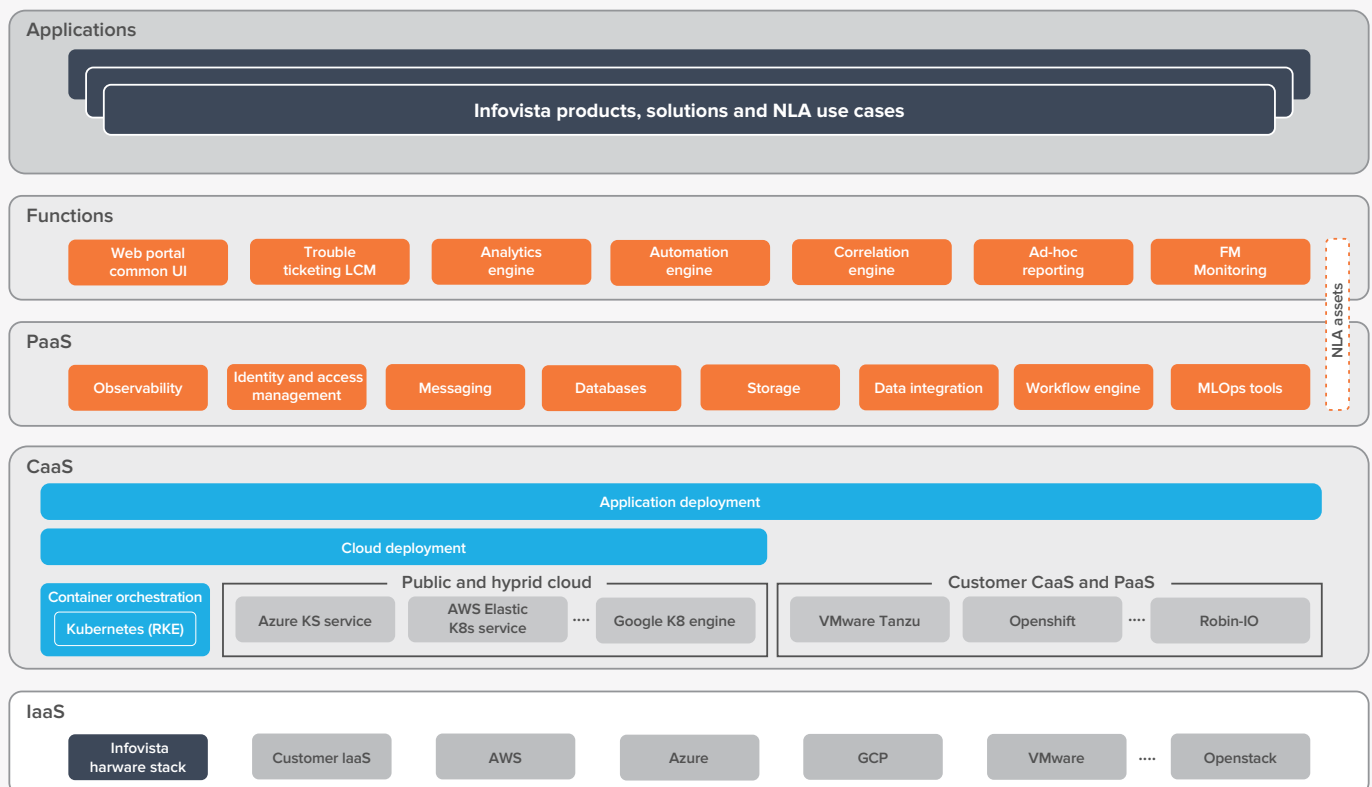 Applications
Infovista products, solutions and NLA use cases
Functions
Web portal
common UI
Trouble
ticketing LCM
Analytics
engine
Automation
engine
Correlation
engine
Ad-hoc
reporting
FM
Monitoring
NLA assets
PaaS
Observability
Identity and access
management
Messaging
Databases
Storage
Data integration
Workflow engine
MLOps tools
CaaS
Application deployment
Cloud deployment
Container orchestration
Kubernetes (RKE)
Public and hyprid cloud
Azure KS service
AWS Elastic
K8s service
....
Google K8 engine
Customer CaaS and PaaS
VMware Tanzu
Openshift
....
Robin-IO
IaaS
Infovista
harware stack
Customer IaaS
AWS
Azure
GCP
VMware
....
Openstack